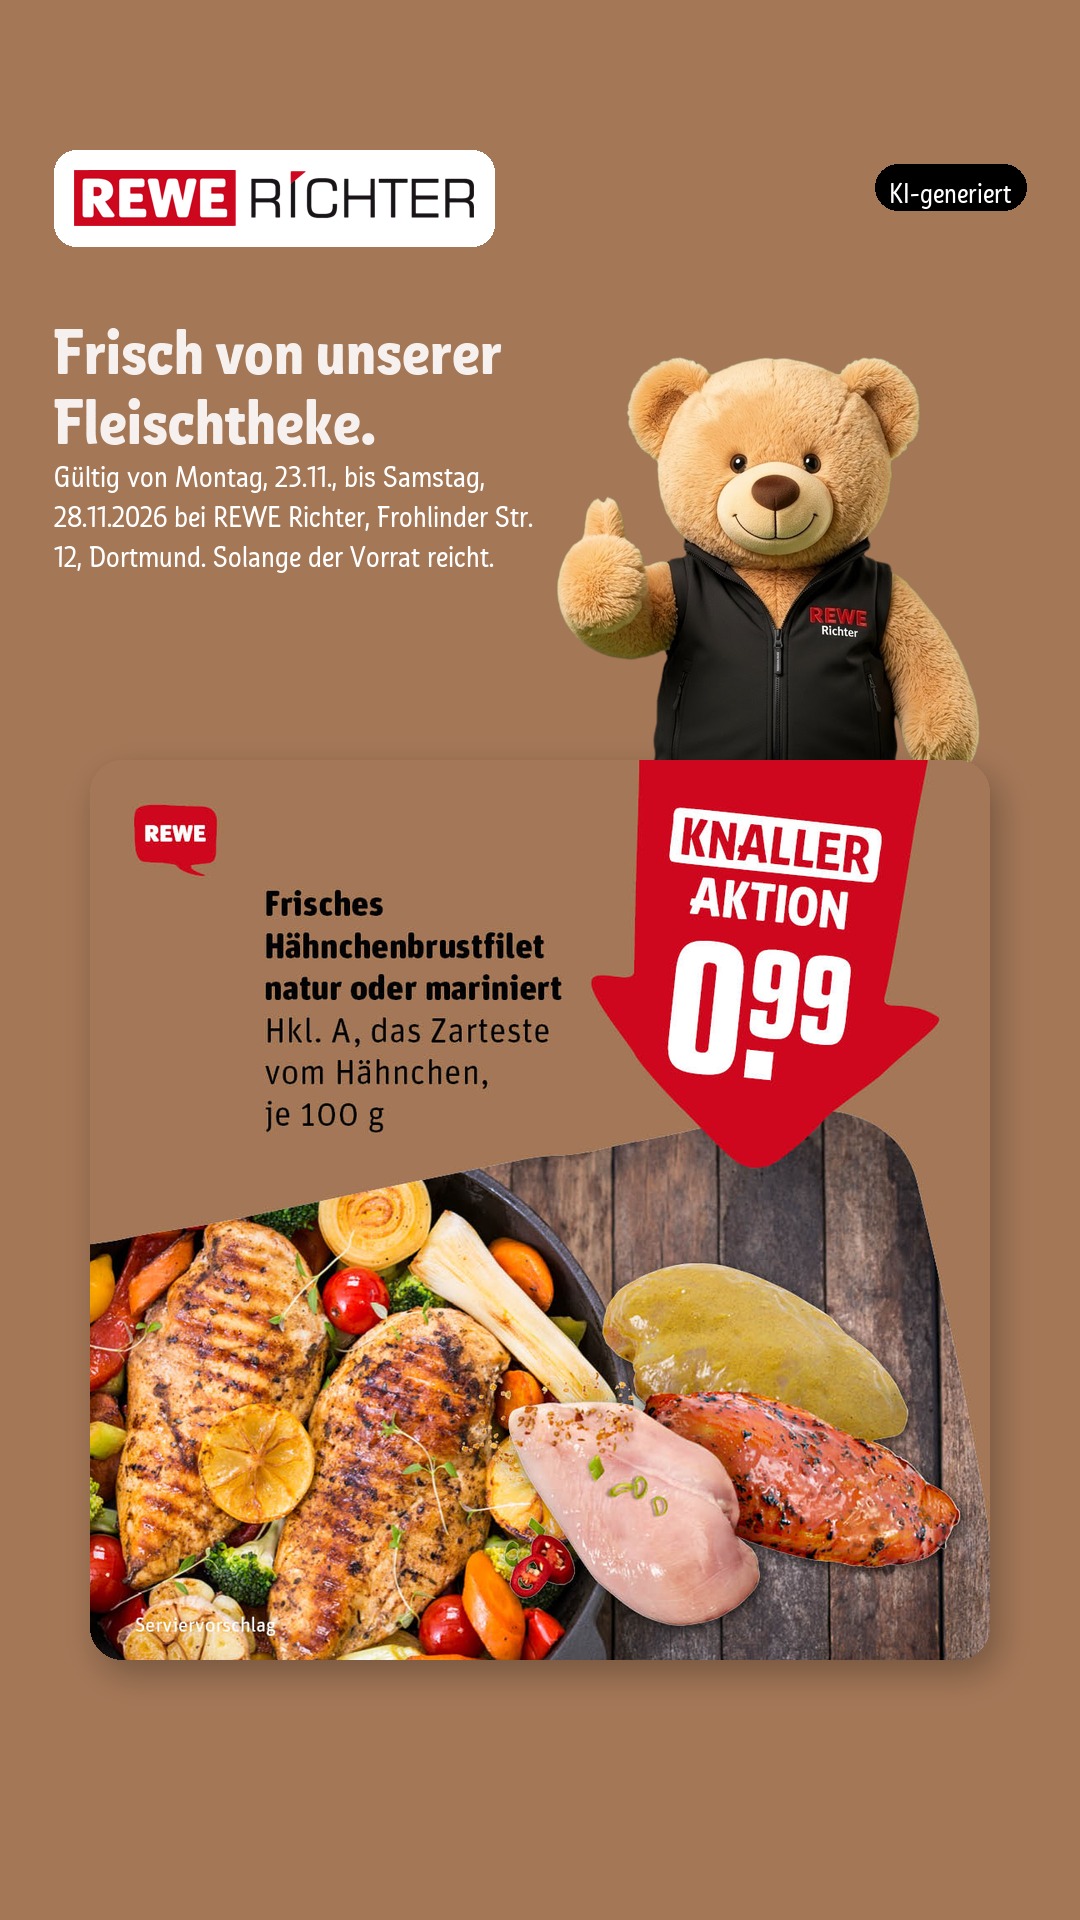 REWE RICHTER
KI-generiert
Frisch von unserer
Fleischtheke.
Gültig von Montag, 23.11., bis Samstag,
28.11.2026 bei REWE Richter, Frohlinder Str.
12, Dortmund. Solange der Vorrat reicht.
REWE
Richter
REWE
KNALLER
AKTION
0.99
Frisches
Hähnchenbrustfilet
natur oder mariniert
Hkl. A, das Zarteste
vom Hähnchen,
je 100 g
Serviervorschlag